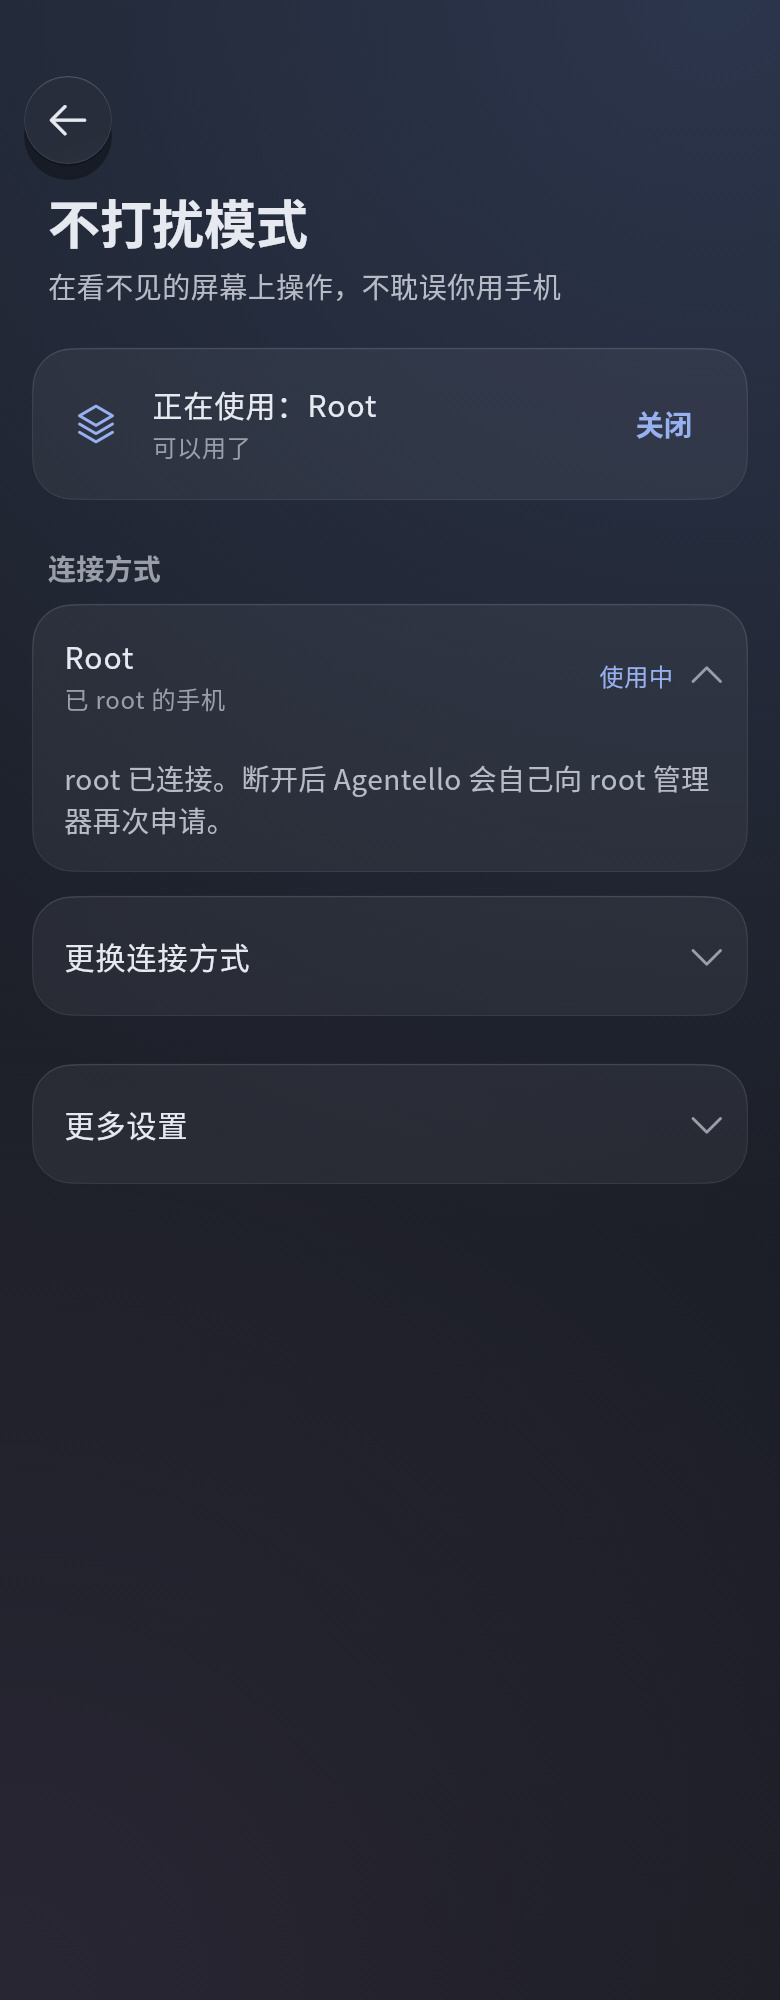 不打扰模式
在看不见的屏幕上操作，不耽误你用手机
正在使用：Root
可以用了
关闭
连接方式
Root
已 root 的手机
使用中
root 已连接。断开后 Agentello 会自己向 root 管理
器再次申请。
更换连接方式
更多设置